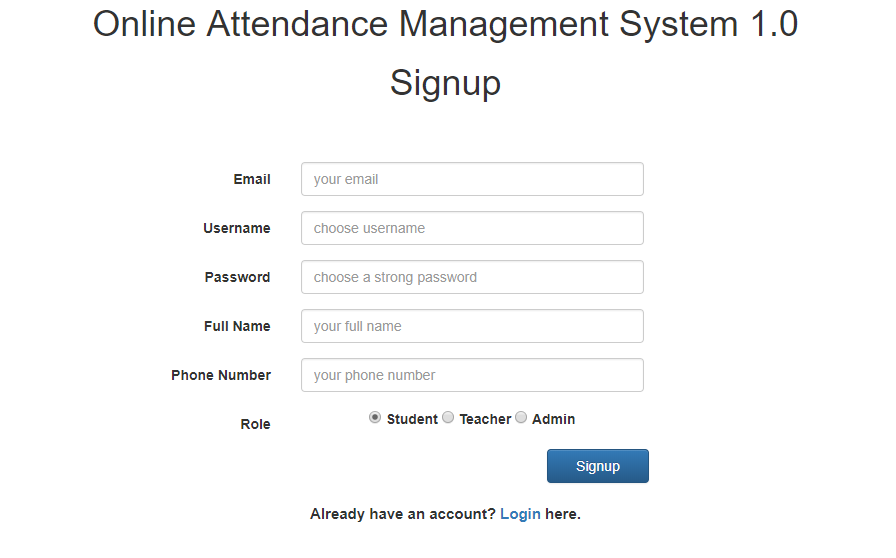 Online Attendance Management System 1.0
Signup
Email your email
Username choose username
Password choose a strong password
Full Name your full name
Phone Number your phone number
Role Student Teacher Admin
Signup
Already have an account? Login here.